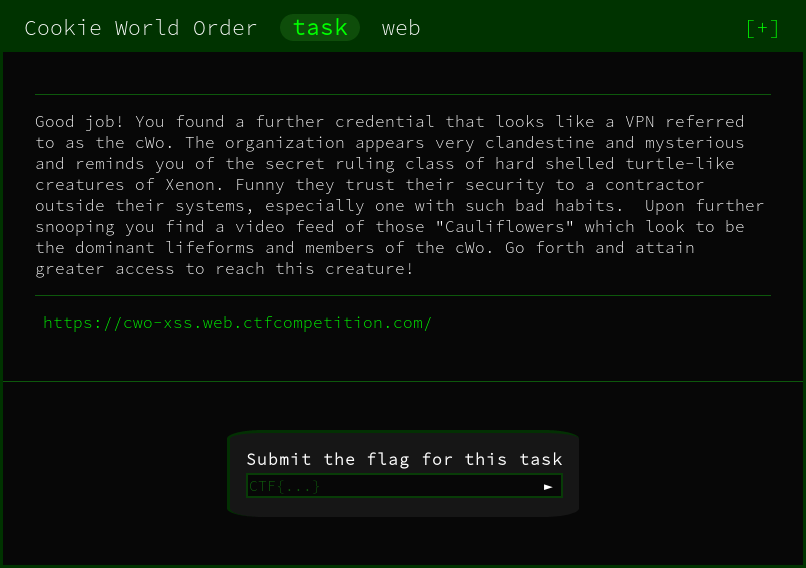 Cookie World Order task web [+]
Good job! You found a further credential that looks like a VPN referred
to as the cWo. The organization appears very clandestine and mysterious
and reminds you of the secret ruling class of hard shelled turtle-like
creatures of Xenon. Funny they trust their security to a contractor
outside their systems, especially one with such bad habits.  Upon further
snooping you find a video feed of those "Cauliflowers" which look to be
the dominant lifeforms and members of the cWo. Go forth and attain
greater access to reach this creature!
https://cwo-xss.web.ctfcompetition.com/
Submit the flag for this task
CTF{...} ►